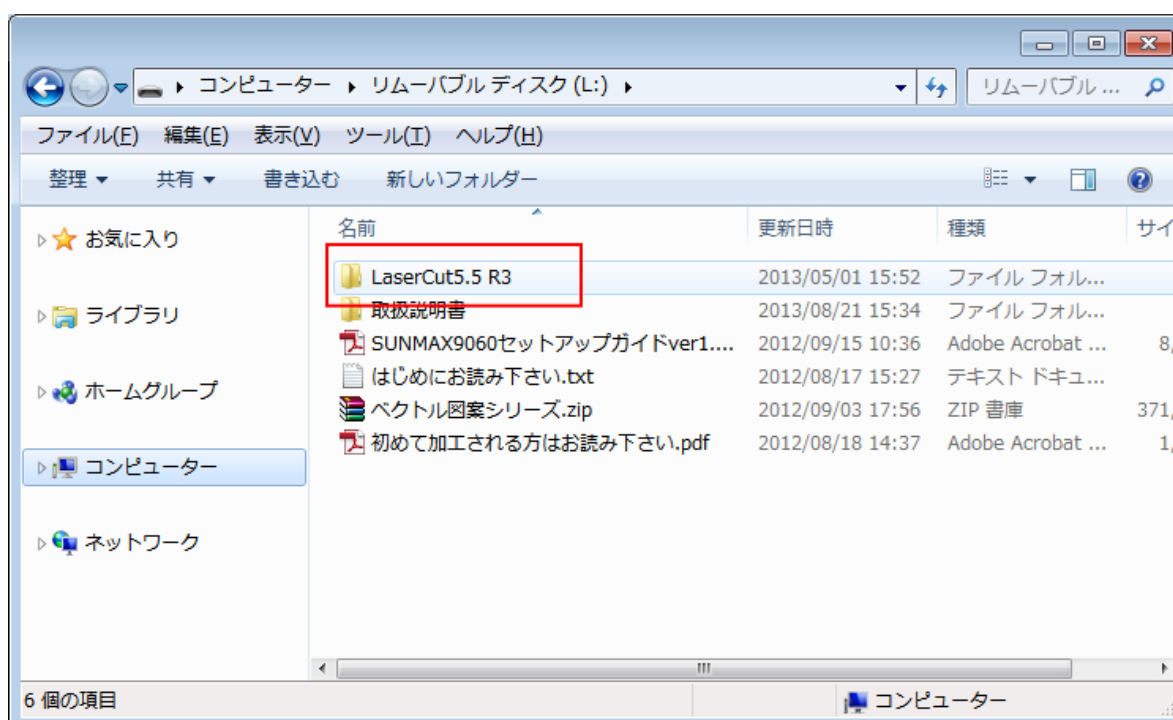 コンピューター ▸ リムーバブル ディスク (L:) ▸ リムーバブル ...
ファイル(F) 編集(E) 表示(V) ツール(T) ヘルプ(H)
整理 ▼ 共有 ▼ 書き込む 新しいフォルダー
お気に入り
ライブラリ
ホームグループ
コンピューター
ネットワーク
名前 更新日時 種類 サイ
LaserCut5.5 R3 2013/05/01 15:52 ファイル フォル...
取扱説明書 2013/08/21 15:34 ファイル フォル...
SUNMAX9060セットアップガイドver1.... 2012/09/15 10:36 Adobe Acrobat ... 8,
はじめにお読み下さい.txt 2012/08/17 15:27 テキスト ドキュ...
ベクトル図案シリーズ.zip 2012/09/03 17:56 ZIP 書庫 371,
初めて加工される方はお読み下さい.pdf 2012/08/18 14:37 Adobe Acrobat ... 1,
6 個の項目 コンピューター